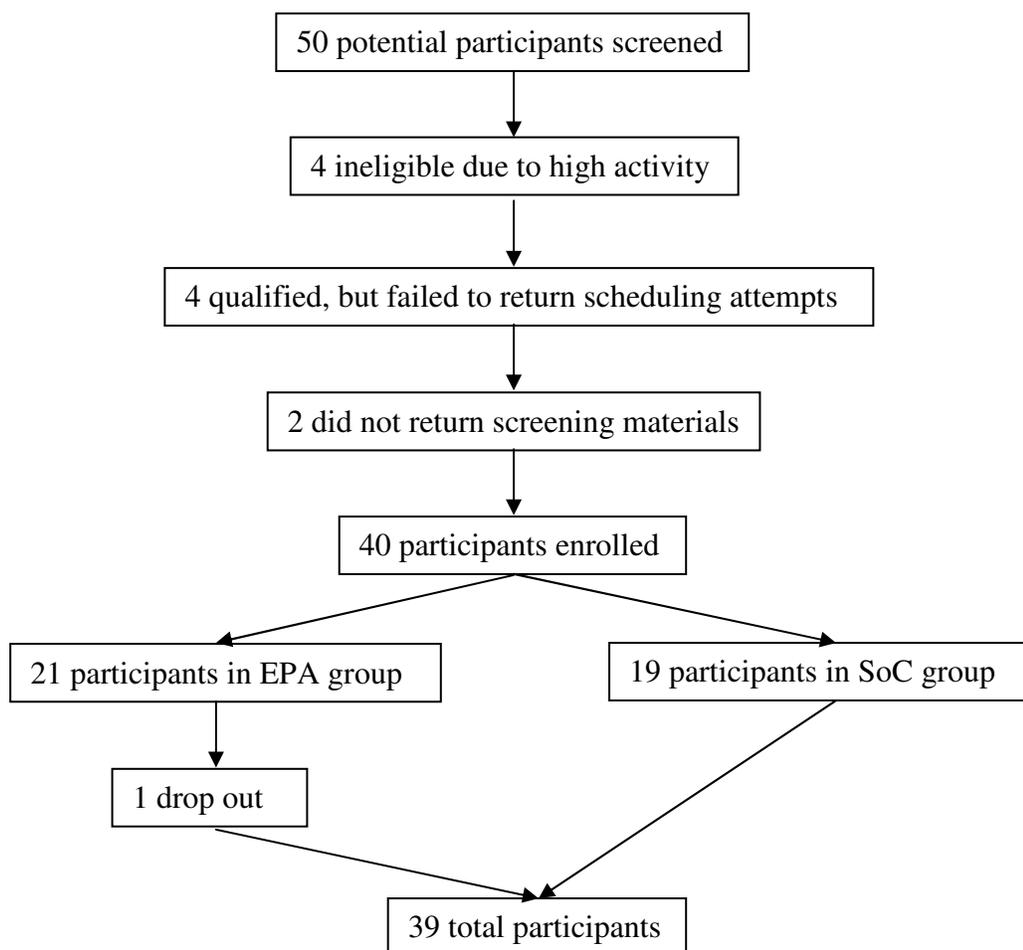 50 potential participants screened
4 ineligible due to high activity
4 qualified, but failed to return scheduling attempts
2 did not return screening materials
40 participants enrolled
21 participants in EPA group
19 participants in SoC group
1 drop out
39 total participants